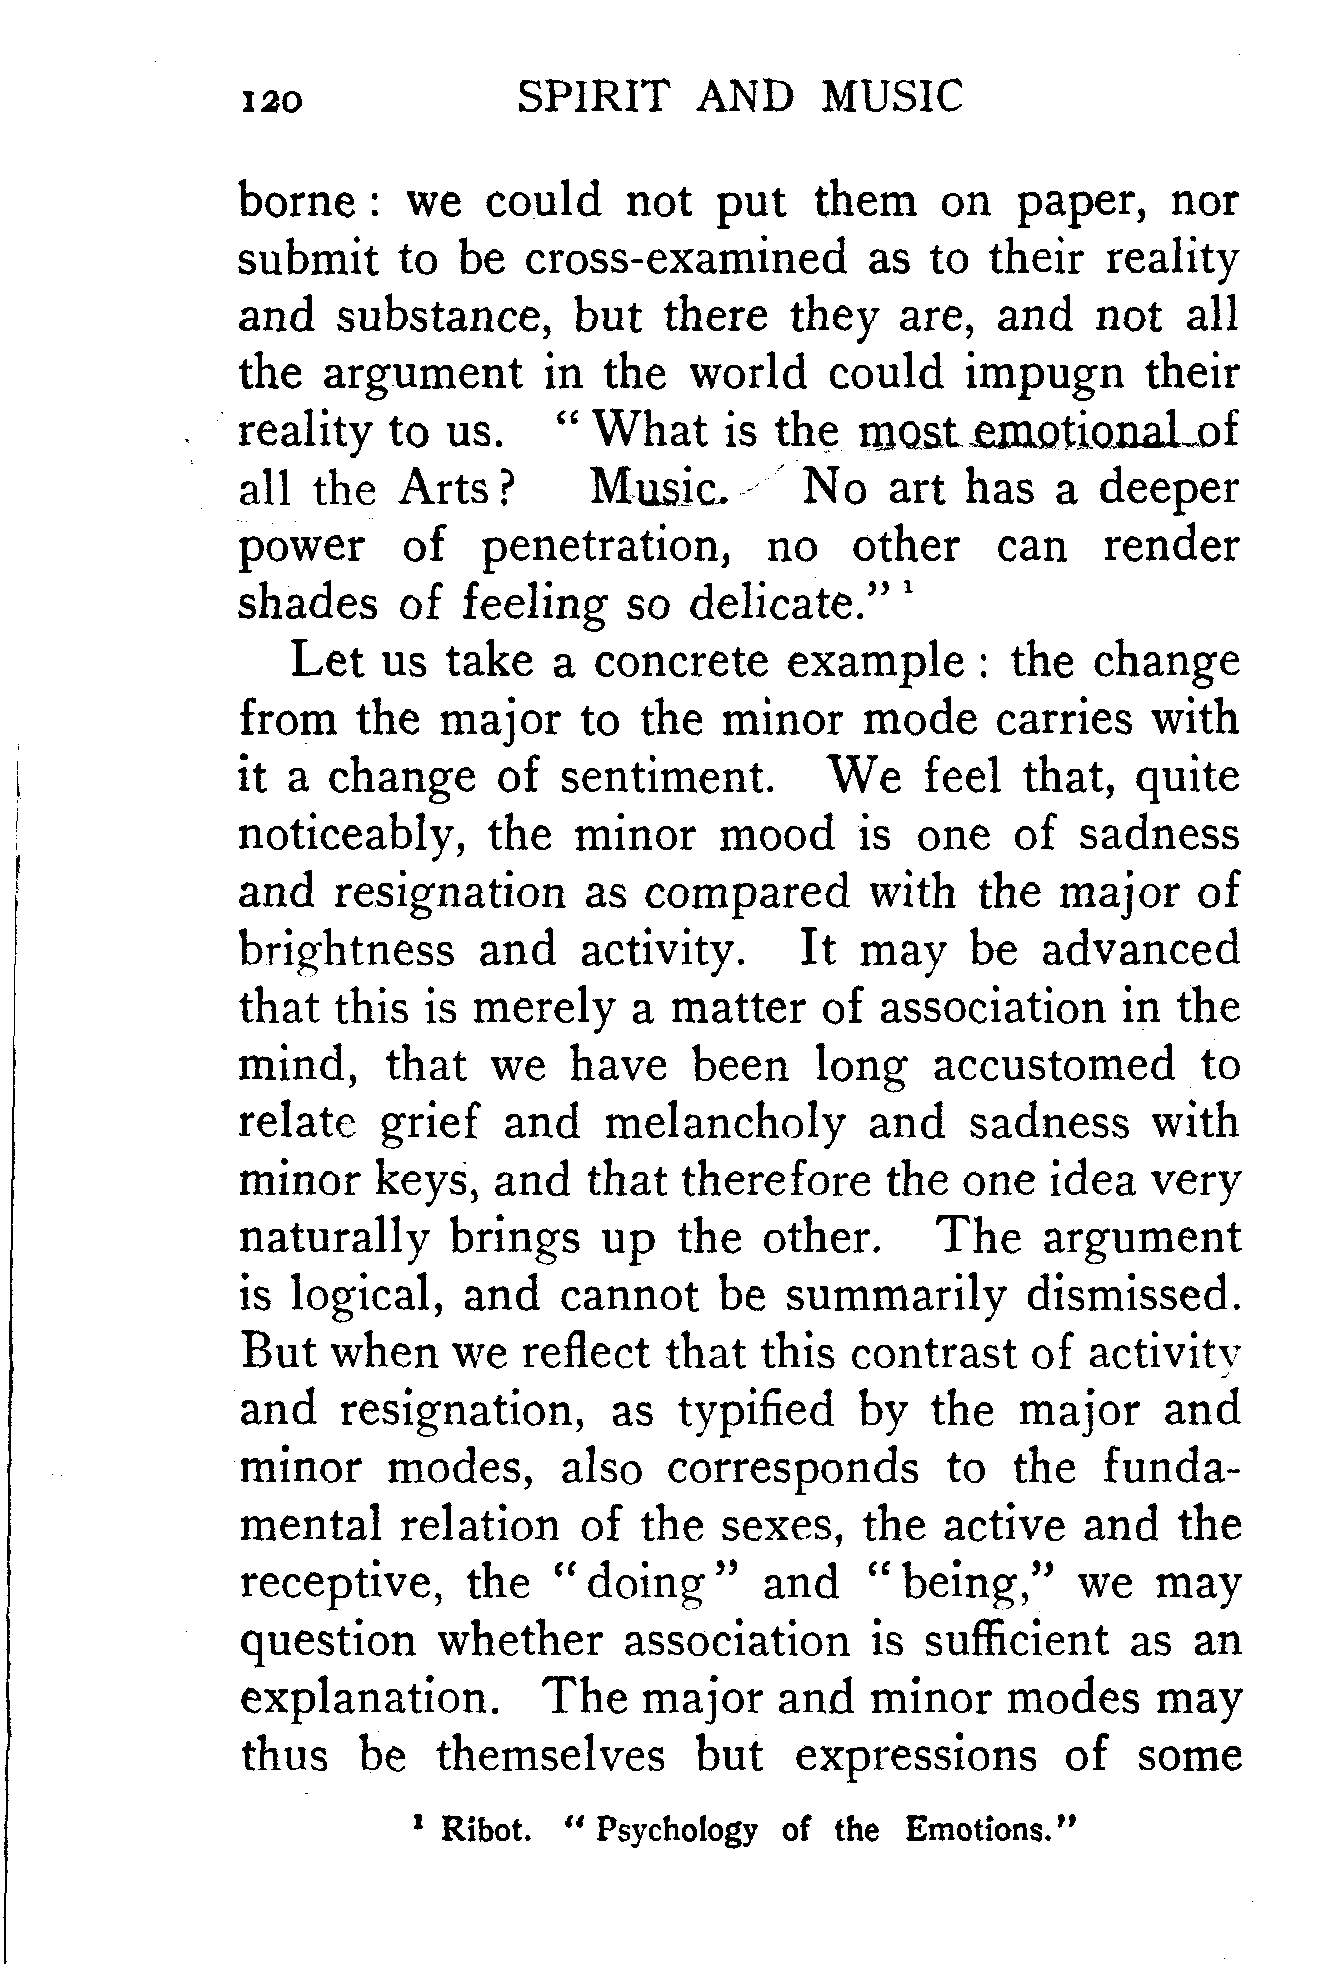 120 SPIRIT AND MUSIC
borne : we could not put them on paper, nor
submit to be cross-examined as to their reality
and substance, but there they are, and not all
the argument in the world could impugn their
reality to us. “ What is the most emotional of
all the Arts ? Music. No art has a deeper
power of penetration, no other can render
shades of feeling so delicate.” ¹
Let us take a concrete example : the change
from the major to the minor mode carries with
it a change of sentiment. We feel that, quite
noticeably, the minor mood is one of sadness
and resignation as compared with the major of
brightness and activity. It may be advanced
that this is merely a matter of association in the
mind, that we have been long accustomed to
relate grief and melancholy and sadness with
minor keys, and that therefore the one idea very
naturally brings up the other. The argument
is logical, and cannot be summarily dismissed.
But when we reflect that this contrast of activity
and resignation, as typified by the major and
minor modes, also corresponds to the funda-
mental relation of the sexes, the active and the
receptive, the “ doing ” and “ being,” we may
question whether association is sufficient as an
explanation. The major and minor modes may
thus be themselves but expressions of some
¹ Ribot. “ Psychology of the Emotions.”